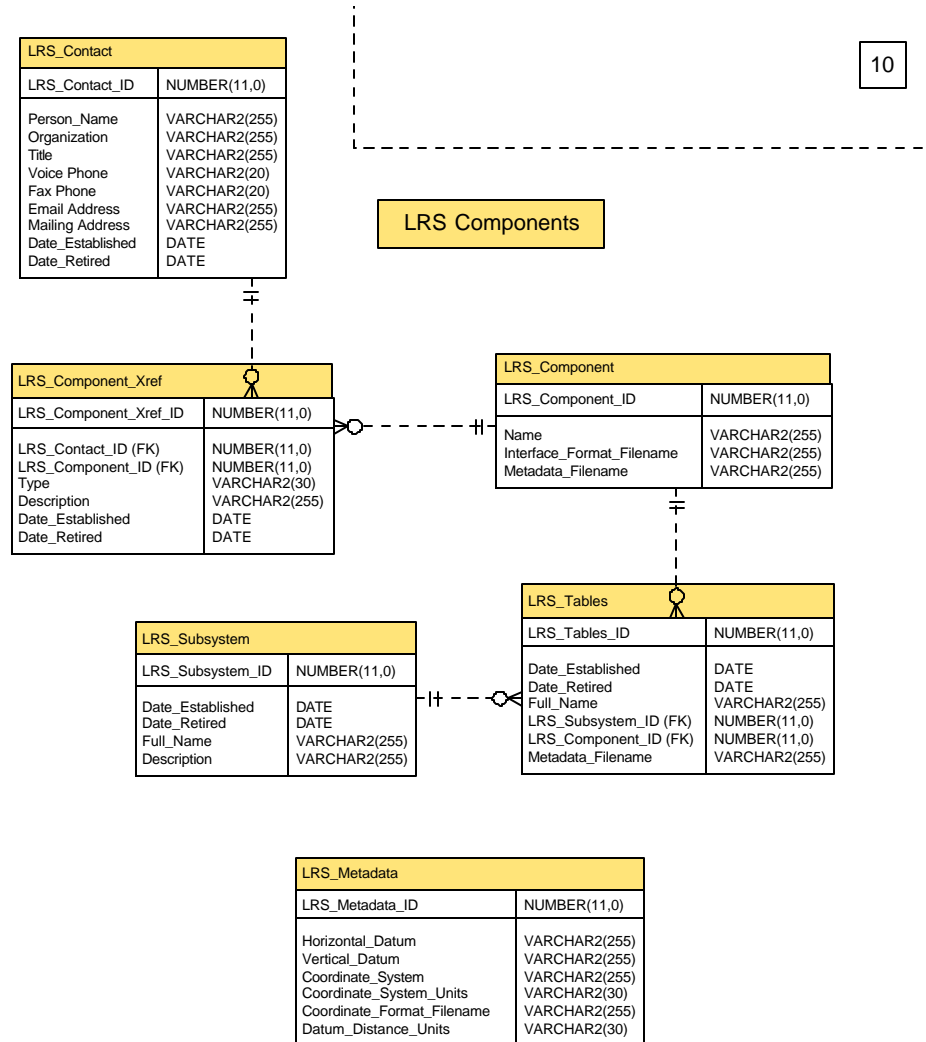 LRS_Contact
LRS_Contact_ID NUMBER(11,0)
Person_Name VARCHAR2(255)
Organization VARCHAR2(255)
Title VARCHAR2(255)
Voice Phone VARCHAR2(20)
Fax Phone VARCHAR2(20)
Email Address VARCHAR2(255)
Mailing Address VARCHAR2(255)
Date_Established DATE
Date_Retired DATE
10
LRS Components
LRS_Component_Xref
LRS_Component_Xref_ID NUMBER(11,0)
LRS_Contact_ID (FK) NUMBER(11,0)
LRS_Component_ID (FK) NUMBER(11,0)
Type VARCHAR2(30)
Description VARCHAR2(255)
Date_Established DATE
Date_Retired DATE
LRS_Component
LRS_Component_ID NUMBER(11,0)
Name VARCHAR2(255)
Interface_Format_Filename VARCHAR2(255)
Metadata_Filename VARCHAR2(255)
LRS_Subsystem
LRS_Subsystem_ID NUMBER(11,0)
Date_Established DATE
Date_Retired DATE
Full_Name VARCHAR2(255)
Description VARCHAR2(255)
LRS_Tables
LRS_Tables_ID NUMBER(11,0)
Date_Established DATE
Date_Retired DATE
Full_Name VARCHAR2(255)
LRS_Subsystem_ID (FK) NUMBER(11,0)
LRS_Component_ID (FK) NUMBER(11,0)
Metadata_Filename VARCHAR2(255)
LRS_Metadata
LRS_Metadata_ID NUMBER(11,0)
Horizontal_Datum VARCHAR2(255)
Vertical_Datum VARCHAR2(255)
Coordinate_System VARCHAR2(255)
Coordinate_System_Units VARCHAR2(30)
Coordinate_Format_Filename VARCHAR2(255)
Datum_Distance_Units VARCHAR2(30)